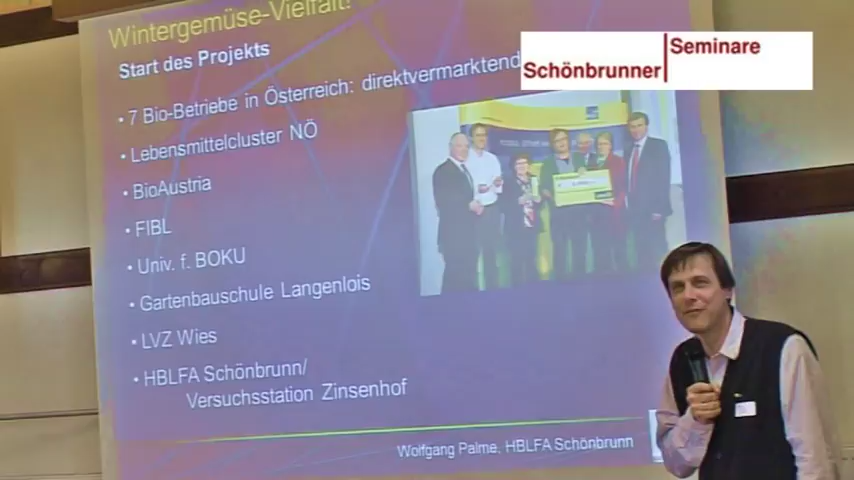 Wintergemüse-Vielfalt!
Start des Projekts
Schönbrunner Seminare
• 7 Bio-Betriebe in Österreich: direktvermarktend
• Lebensmittelcluster NÖ
• BioAustria
• FIBL
• Univ. f. BOKU
• Gartenbauschule Langenlois
• LVZ Wies
• HBLFA Schönbrunn/
Versuchsstation Zinsenhof
Wolfgang Palme, HBLFA Schönbrunn